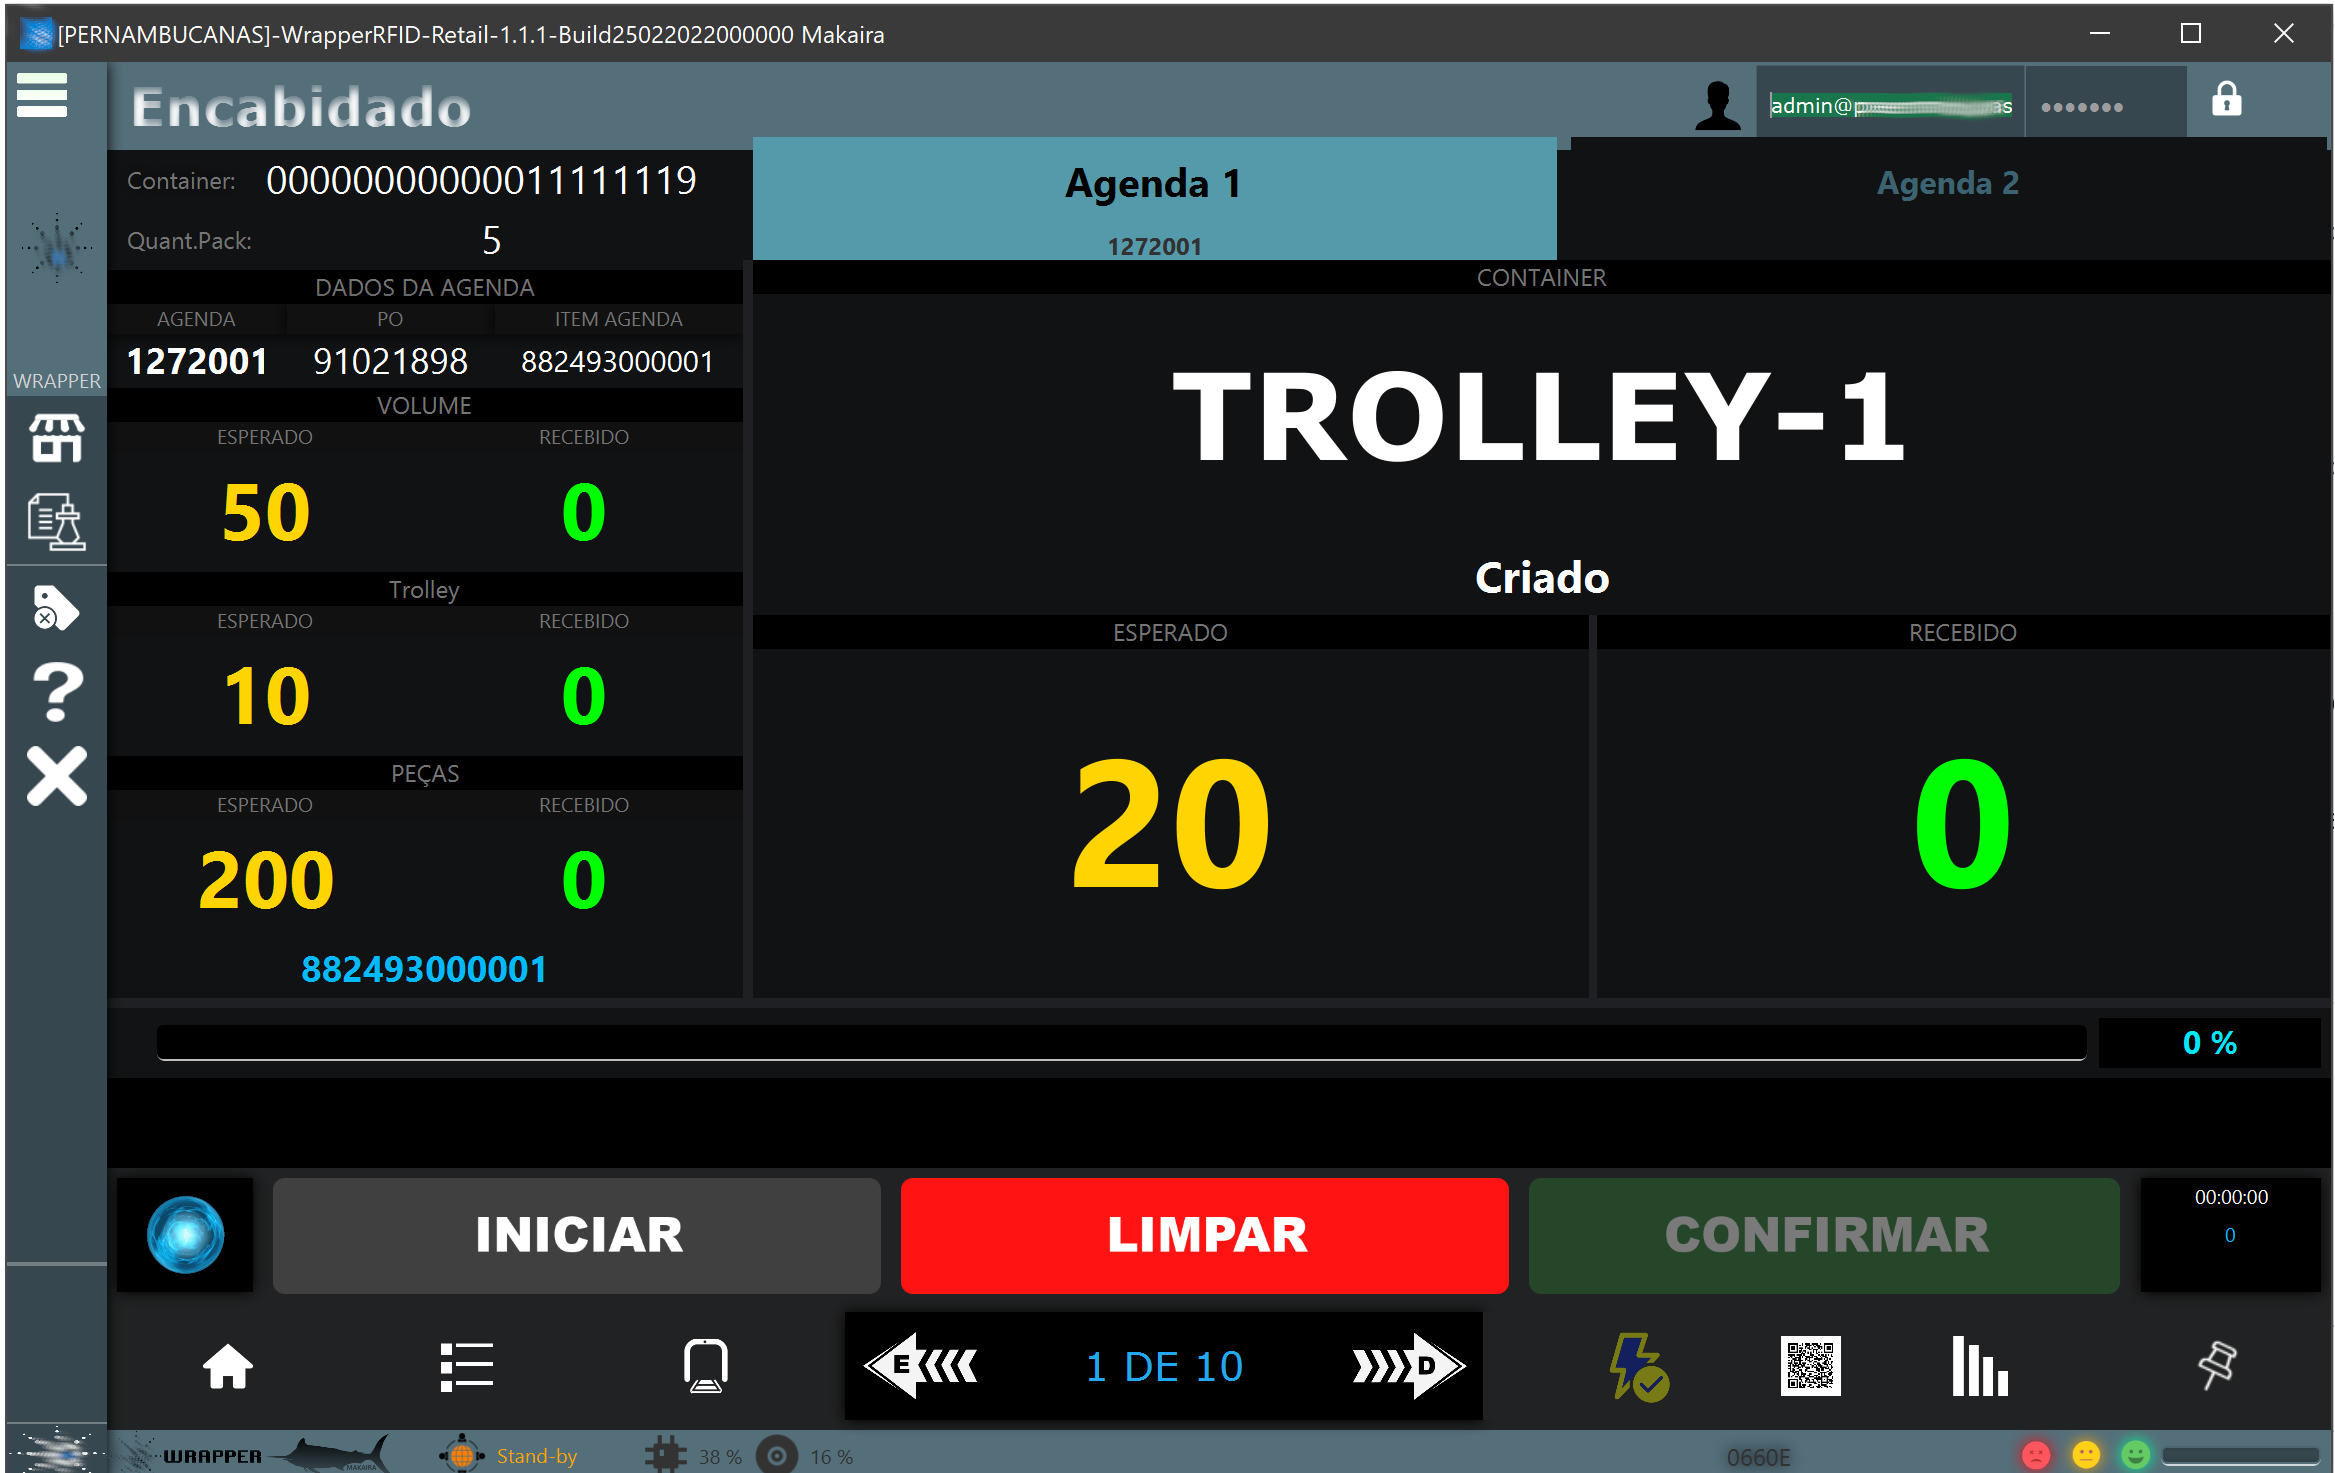 [PERNAMBUCANAS]-WrapperRFID-Retail-1.1.1-Build25022022000000 Makaira
Encabidado
admin@
•••••••
Container: 00000000000011111119
Quant.Pack: 5
Agenda 1
1272001
Agenda 2
DADOS DA AGENDA
AGENDA PO ITEM AGENDA
1272001 91021898 882493000001
VOLUME
ESPERADO RECEBIDO
50 0
Trolley
ESPERADO RECEBIDO
10 0
PEÇAS
ESPERADO RECEBIDO
200 0
882493000001
CONTAINER
TROLLEY-1
Criado
ESPERADO RECEBIDO
20 0
WRAPPER
0 %
INICIAR LIMPAR CONFIRMAR
00:00:00
0
E 1 DE 10 D
WRAPPER MAKAIRA Stand-by 38 % 16 % 0660E